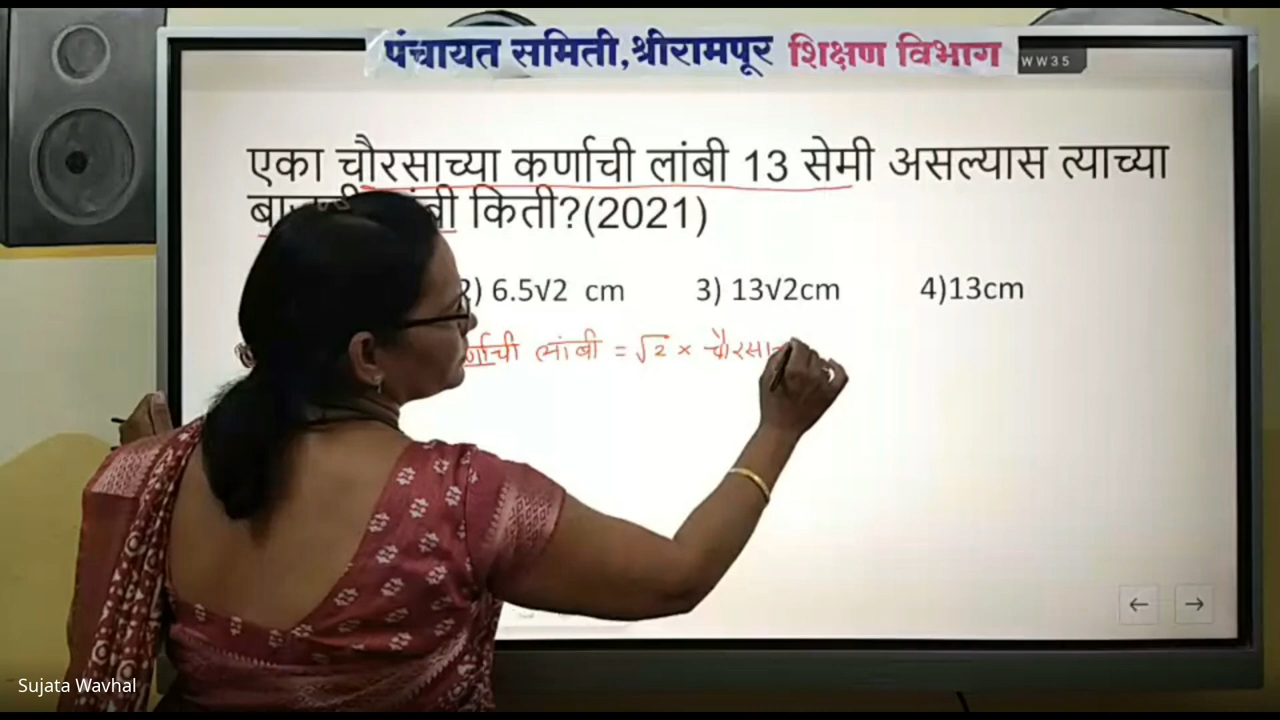 पंचायत समिती,श्रीरामपूर शिक्षण विभाग
WW35
एका चौरसाच्या कर्णाची लांबी 13 सेमी असल्यास त्याच्या
किती?(2021)
2) 6.5√2 cm 3) 13√2cm 4)13cm
लांबी = √2 ×
Sujata Wavhal